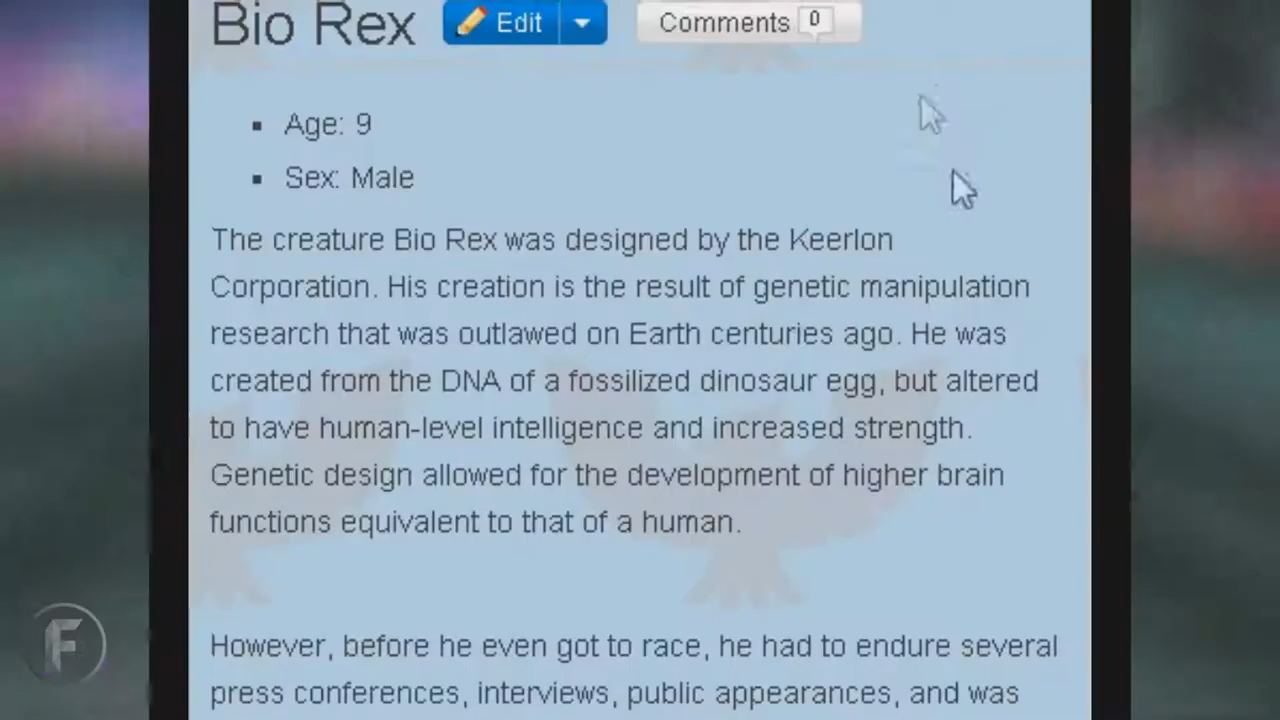 Bio Rex
Edit
Comments 0
Age: 9
Sex: Male
The creature Bio Rex was designed by the Keerlon
Corporation. His creation is the result of genetic manipulation
research that was outlawed on Earth centuries ago. He was
created from the DNA of a fossilized dinosaur egg, but altered
to have human-level intelligence and increased strength.
Genetic design allowed for the development of higher brain
functions equivalent to that of a human.
However, before he even got to race, he had to endure several
press conferences, interviews, public appearances, and was
F